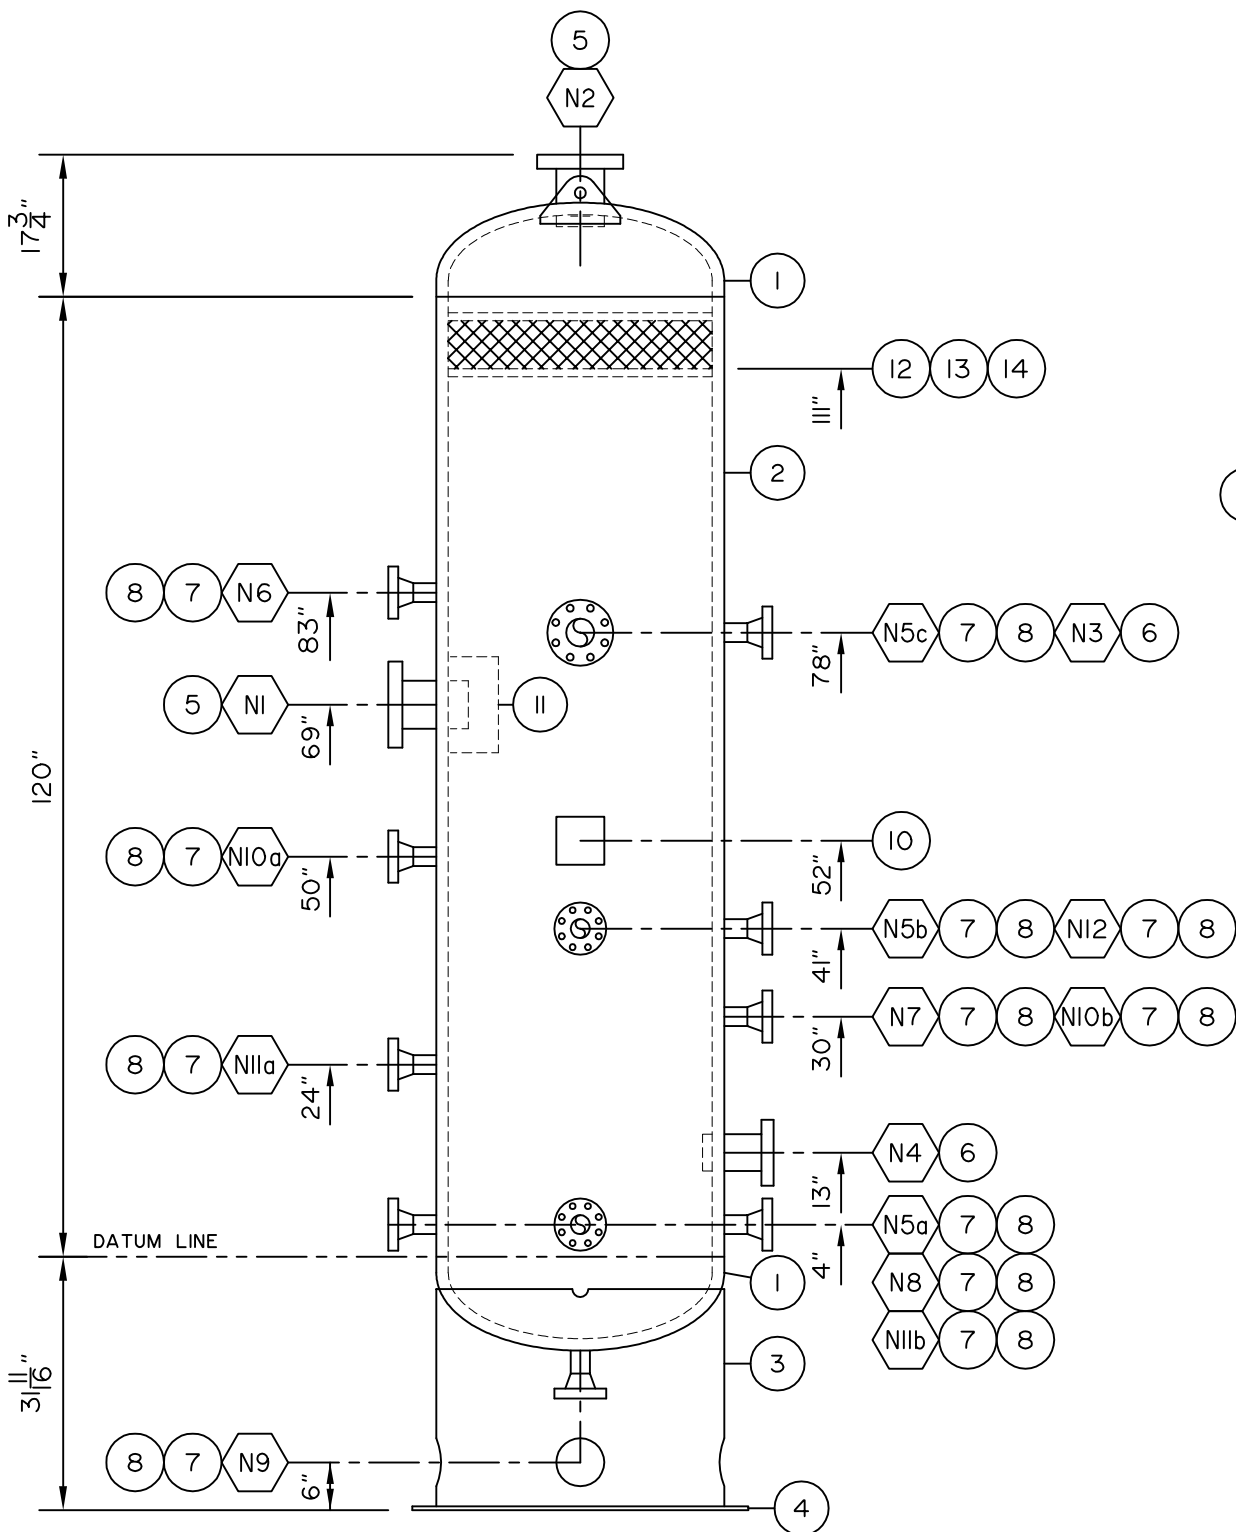 5
N2
17 3/4"
1
12 13 14
111"
2
8 7 N6
83"
N5c 7 8 N3 6
78"
5 N1
69"
11
120"
10
52"
8 7 N10a
50"
N5b 7 8 N12 7 8
41"
N7 7 8 N10b 7 8
30"
8 7 N11a
24"
N4 6
13"
N5a 7 8
4"
DATUM LINE
1
N8 7 8
N11b 7 8
3
31 11/16"
8 7 N9
6"
4